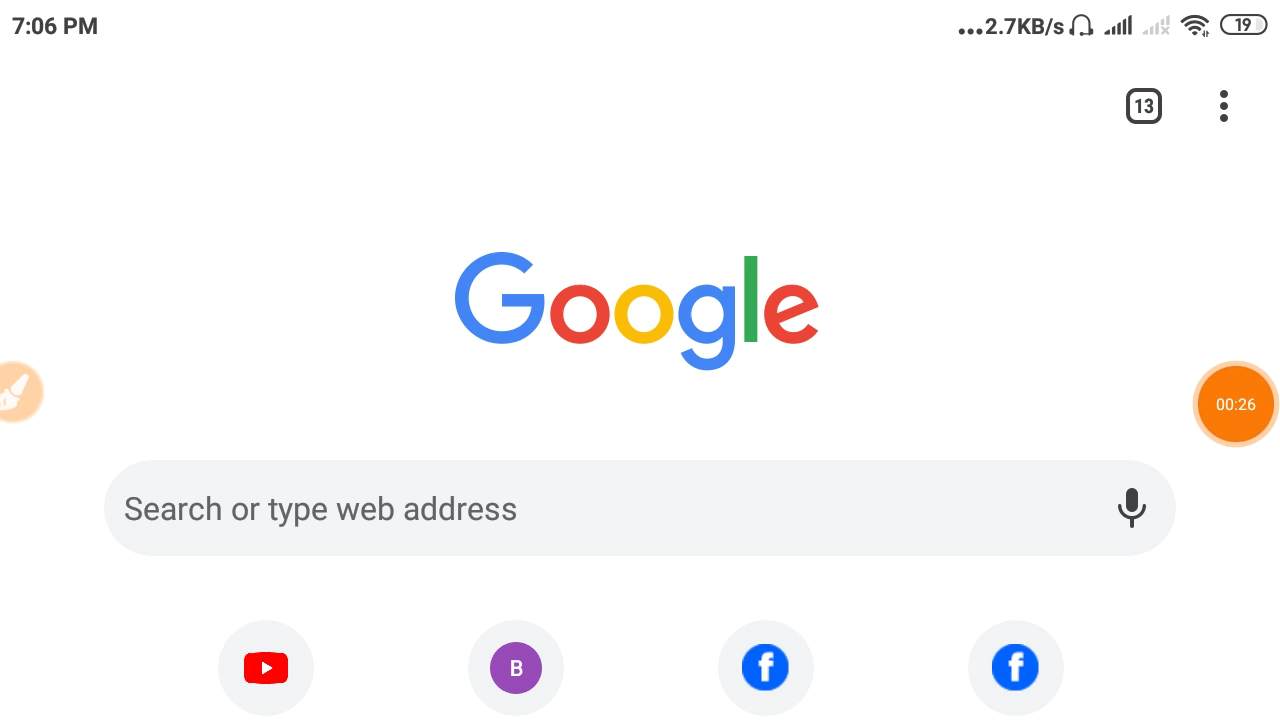 7:06 PM
...2.7KB/s 19
13
Google
00:26
Search or type web address
B
f
f